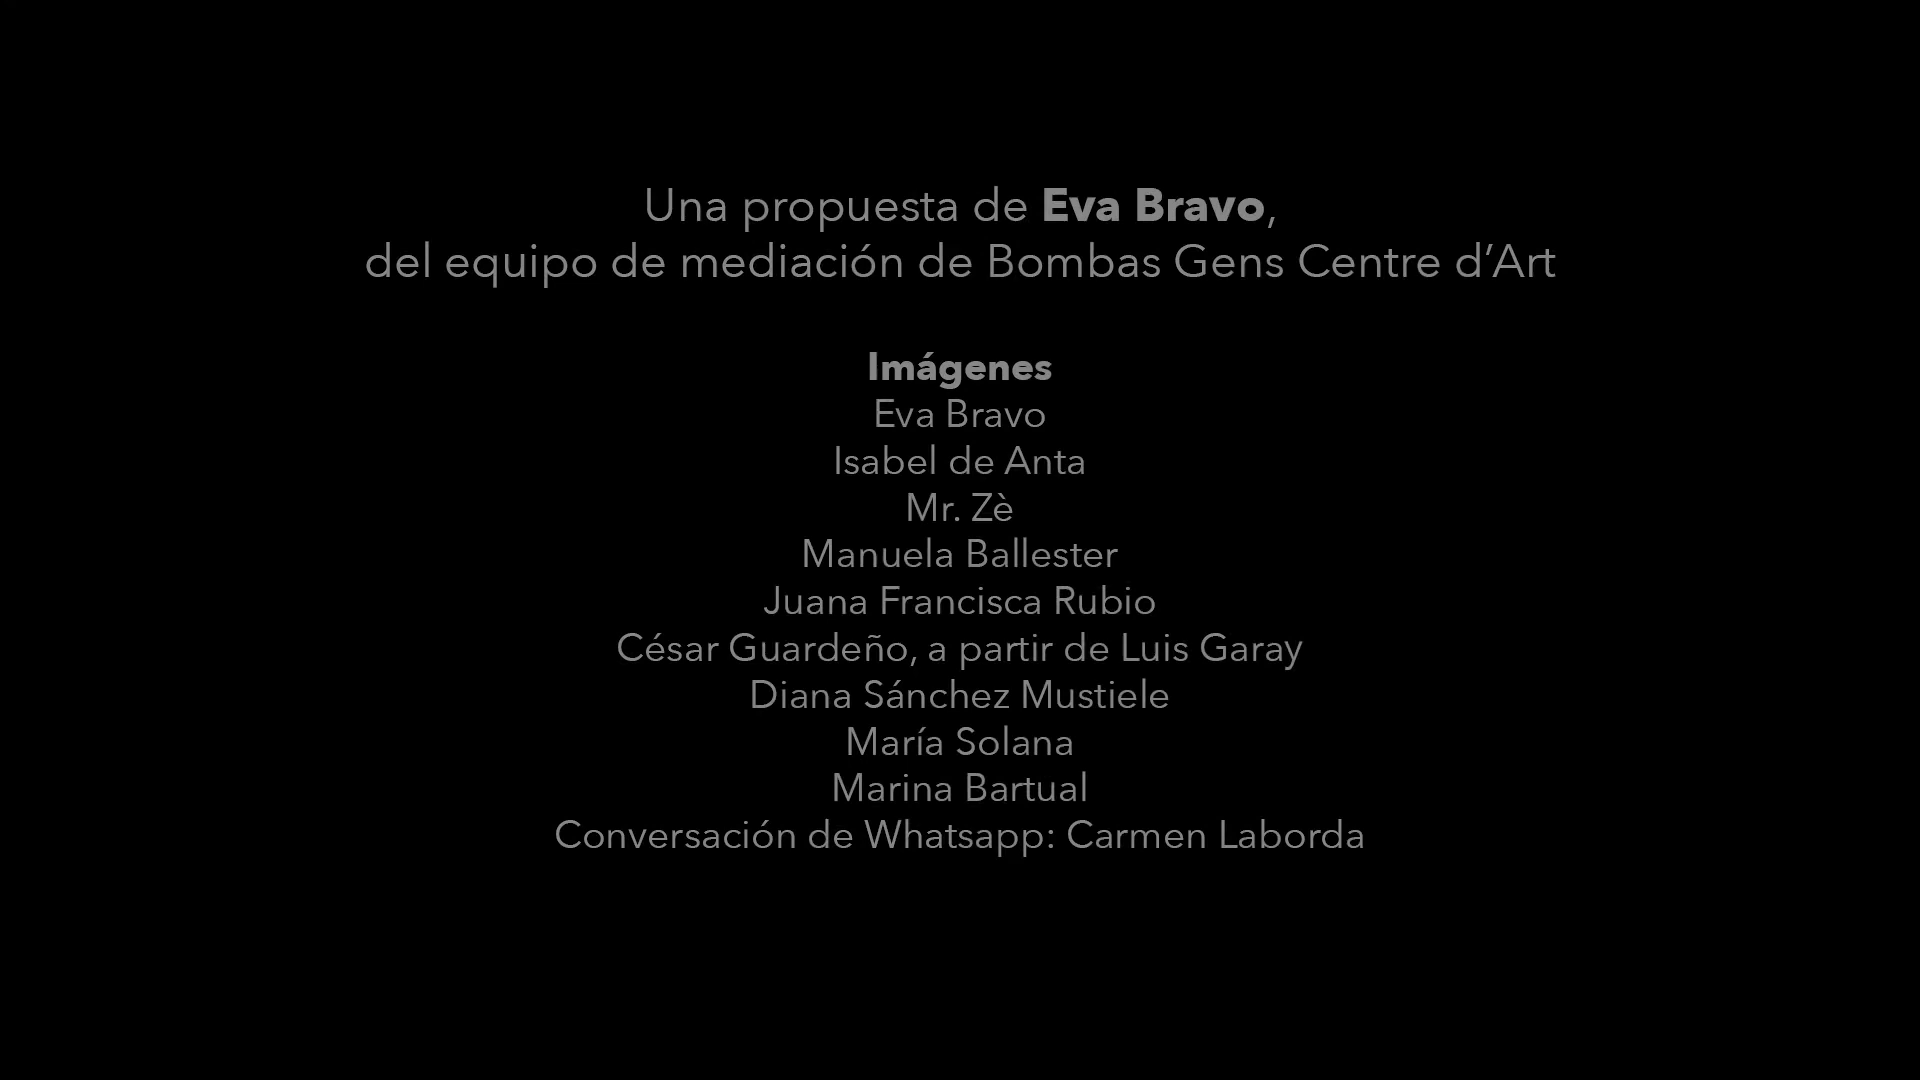 Una propuesta de Eva Bravo,
del equipo de mediación de Bombas Gens Centre d’Art
Imágenes
Eva Bravo
Isabel de Anta
Mr. Zè
Manuela Ballester
Juana Francisca Rubio
César Guardeño, a partir de Luis Garay
Diana Sánchez Mustiele
María Solana
Marina Bartual
Conversación de Whatsapp: Carmen Laborda